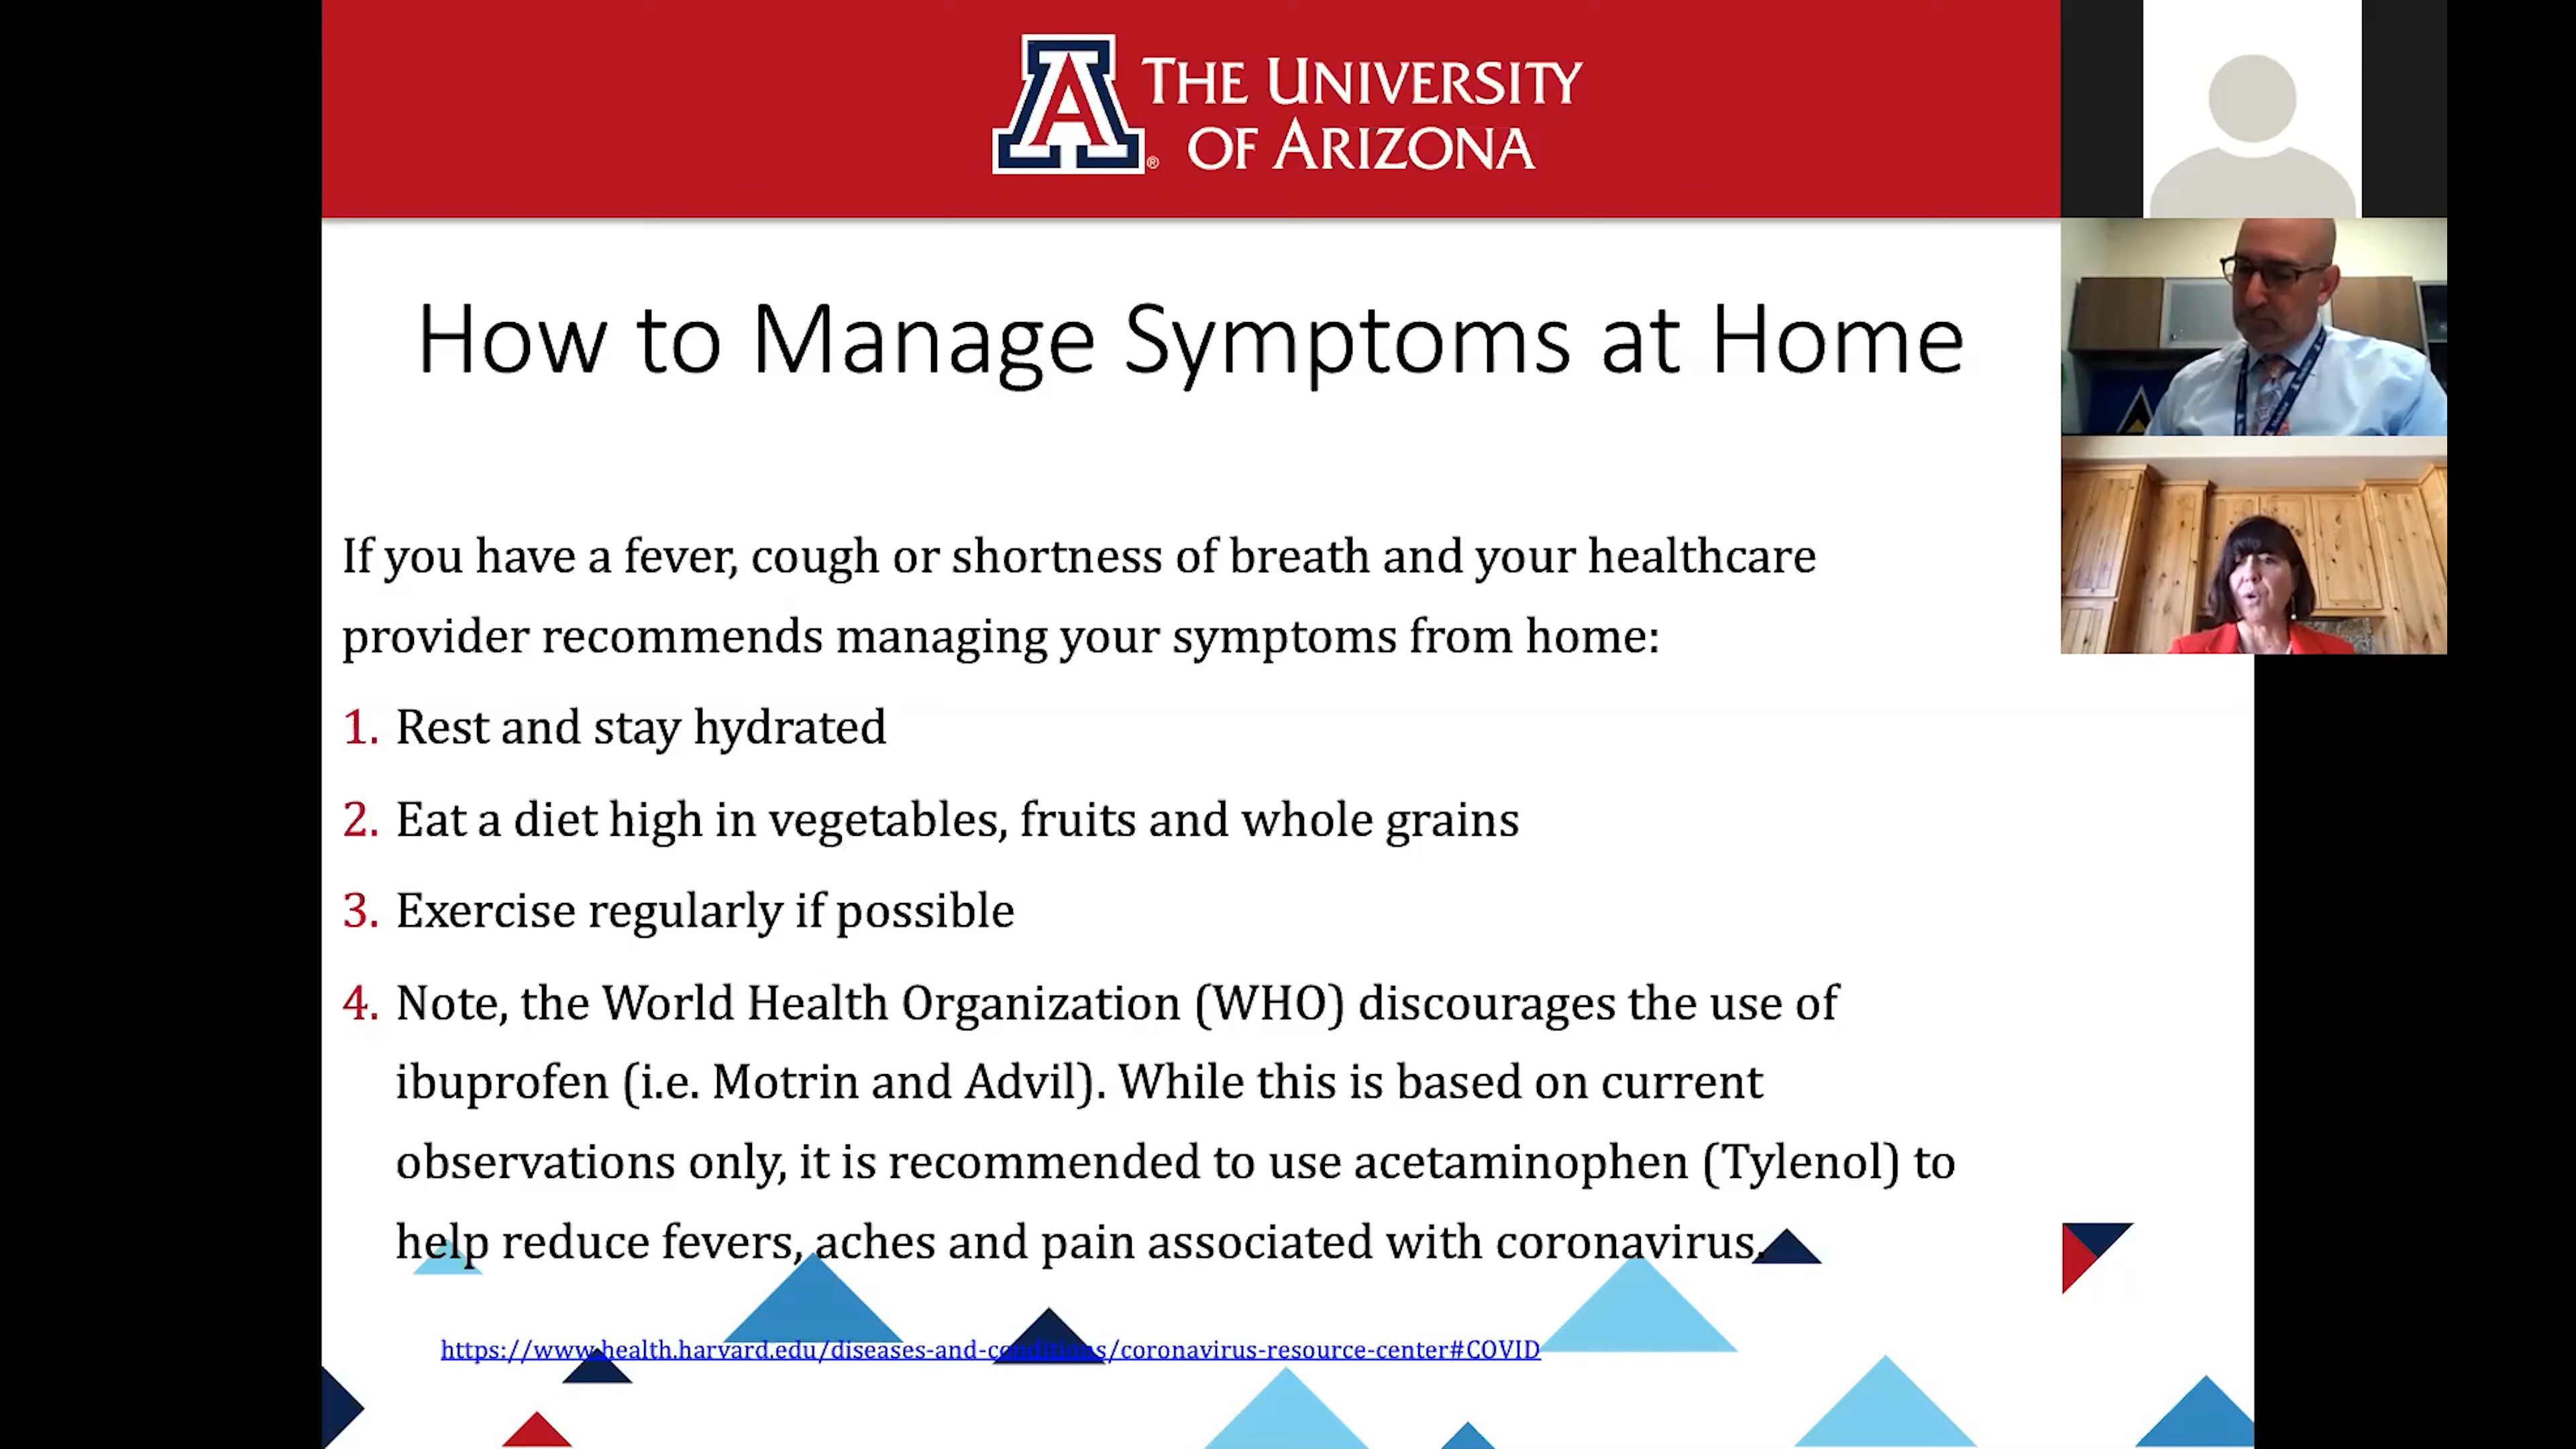 THE UNIVERSITY
OF ARIZONA
®
How to Manage Symptoms at Home
If you have a fever, cough or shortness of breath and your healthcare
provider recommends managing your symptoms from home:
1. Rest and stay hydrated
2. Eat a diet high in vegetables, fruits and whole grains
3. Exercise regularly if possible
4. Note, the World Health Organization (WHO) discourages the use of
ibuprofen (i.e. Motrin and Advil). While this is based on current
observations only, it is recommended to use acetaminophen (Tylenol) to
help reduce fevers, aches and pain associated with coronavirus.
https://www.health.harvard.edu/diseases-and-conditions/coronavirus-resource-center#COVID